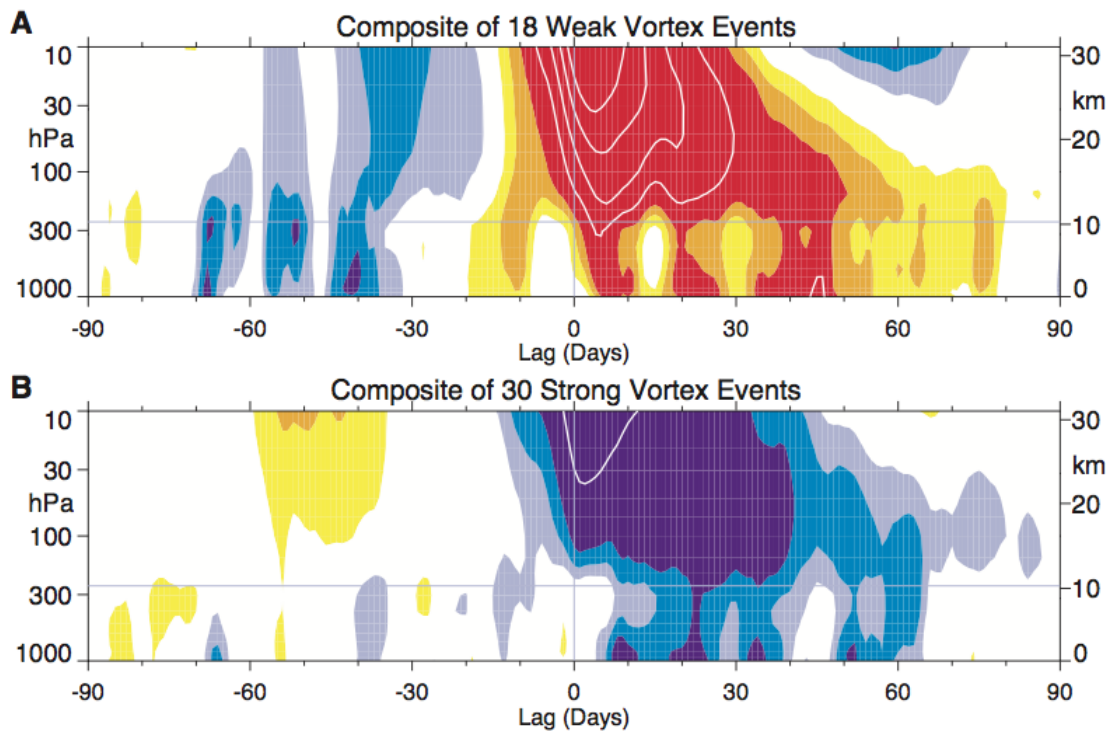 A Composite of 18 Weak Vortex Events
10 30
30 km
hPa 20
100
300 10
1000 0
-90 -60 -30 0 30 60 90
Lag (Days)
B Composite of 30 Strong Vortex Events
10 30
30 km
hPa 20
100
300 10
1000 0
-90 -60 -30 0 30 60 90
Lag (Days)